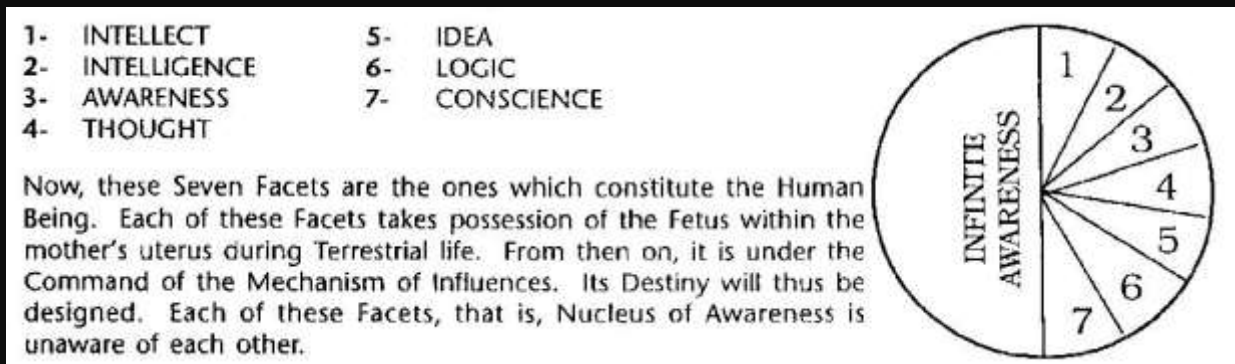 1- INTELLECT
2- INTELLIGENCE
3- AWARENESS
4- THOUGHT
5- IDEA
6- LOGIC
7- CONSCIENCE
Now, these Seven Facets are the ones which constitute the Human
Being. Each of these Facets takes possession of the Fetus within the
mother's uterus during Terrestrial life. From then on, it is under the
Command of the Mechanism of Influences. Its Destiny will thus be
designed. Each of these Facets, that is, Nucleus of Awareness is
unaware of each other.
INFINITE
AWARENESS
1
2
3
4
5
6
7